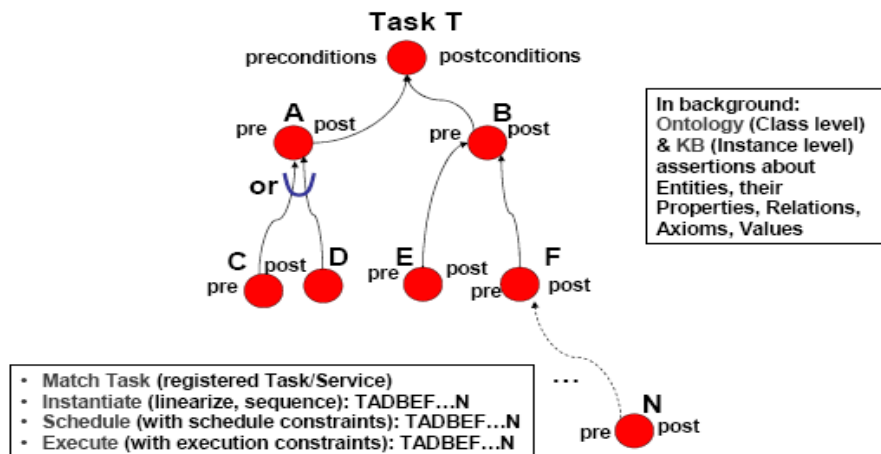 Task T
preconditions postconditions
A B
pre post pre post
In background:
Ontology (Class level)
& KB (Instance level)
assertions about
Entities, their
Properties, Relations,
Axioms, Values
or
C post D E F
pre pre post pre post
• Match Task (registered Task/Service)
• Instantiate (linearize, sequence): TADBEF...N
• Schedule (with schedule constraints): TADBEF...N
• Execute (with execution constraints): TADBEF...N
...
N
pre post